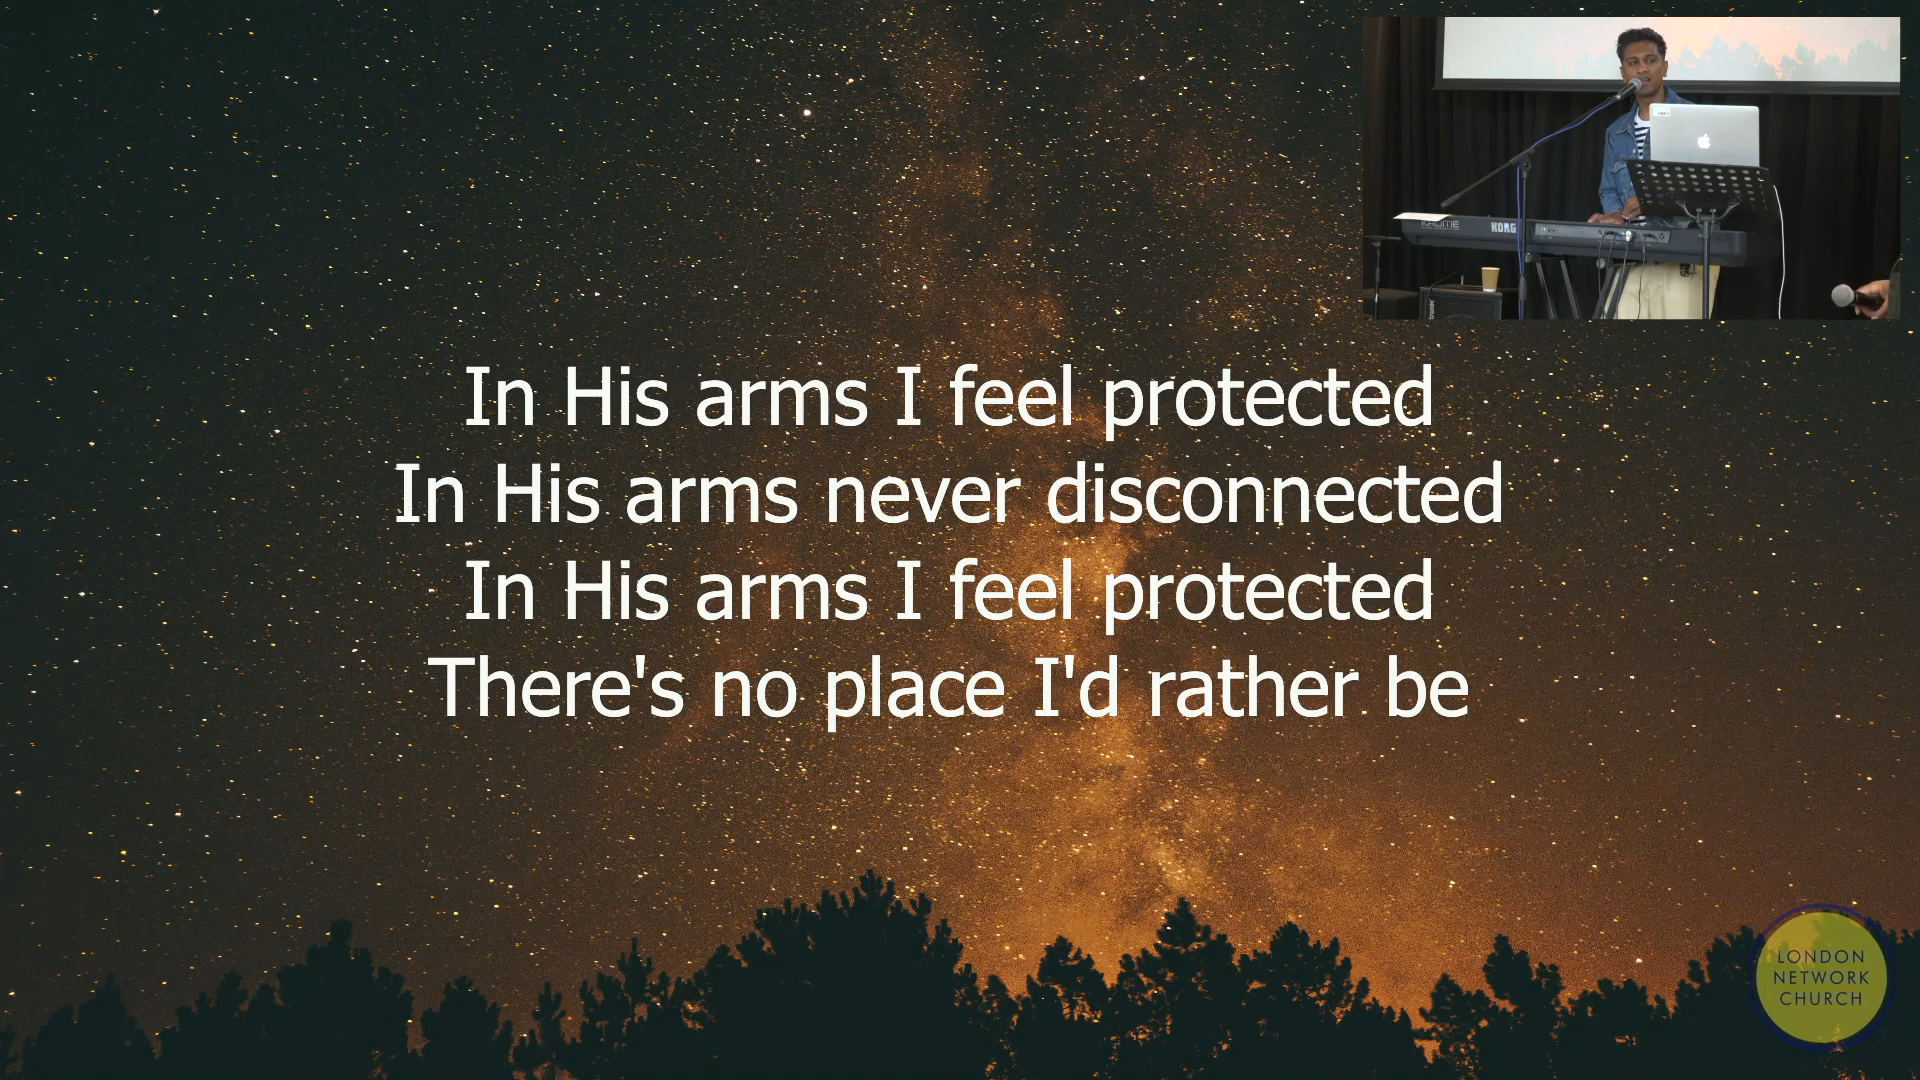 KROME
KORG
In His arms I feel protected
In His arms never disconnected
In His arms I feel protected
There's no place I'd rather be
LONDON
NETWORK
CHURCH